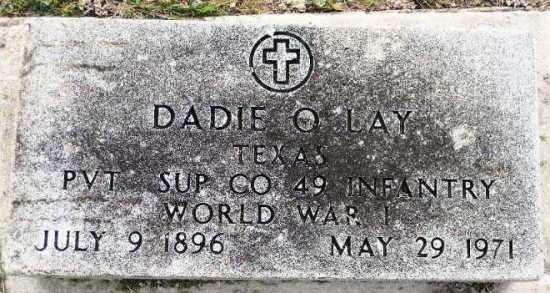 DADIE O LAY
TEXAS
PVT SUP CO 49 INFANTRY
WORLD WAR I
JULY 9 1896 MAY 29 1971